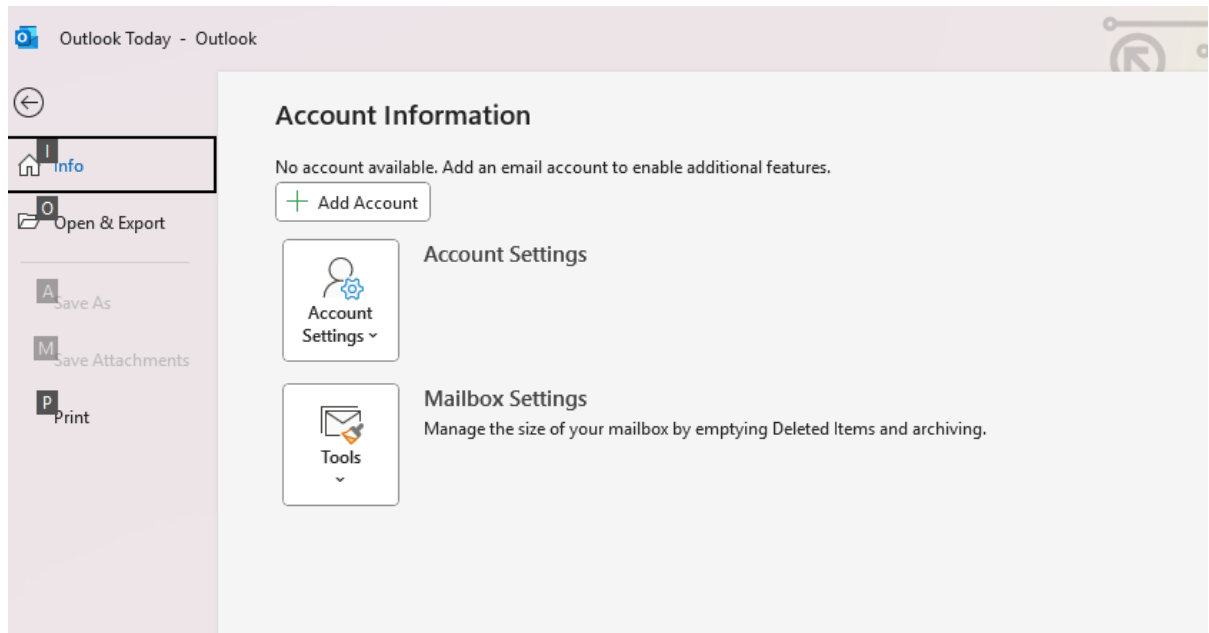 Outlook Today - Outlook
Account Information
I
Info
No account available. Add an email account to enable additional features.
Add Account
O
Open & Export
Account Settings
Account
Settings
A
Save As
M
Save Attachments
Mailbox Settings
Manage the size of your mailbox by emptying Deleted Items and archiving.
P
Print
Tools